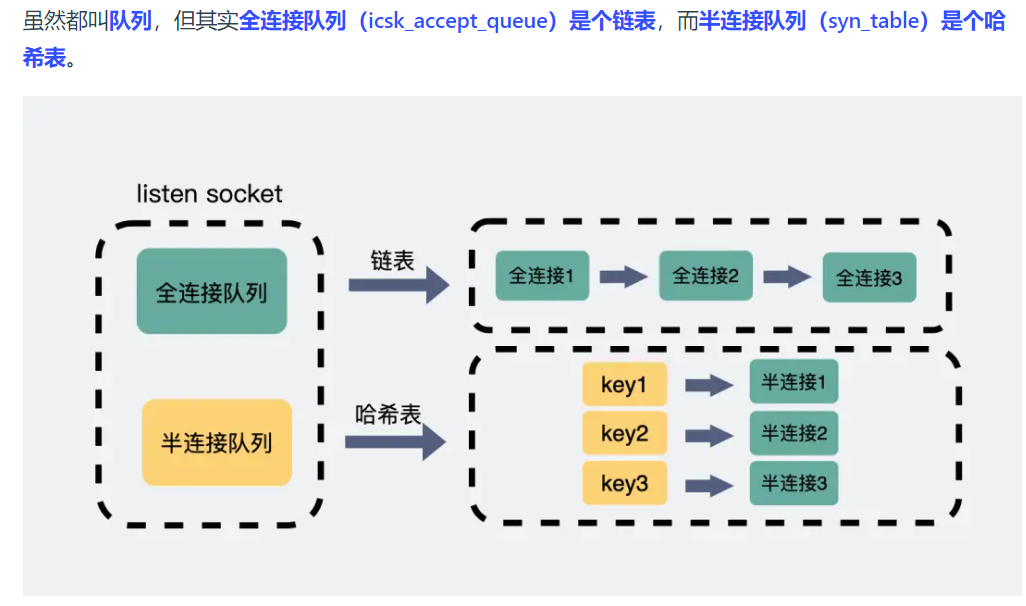 虽然都叫队列，但其实全连接队列（icsk_accept_queue）是个链表，而半连接队列（syn_table）是个哈
希表。
listen socket
全连接队列
链表
全连接1
全连接2
全连接3
半连接队列
哈希表
key1
半连接1
key2
半连接2
key3
半连接3